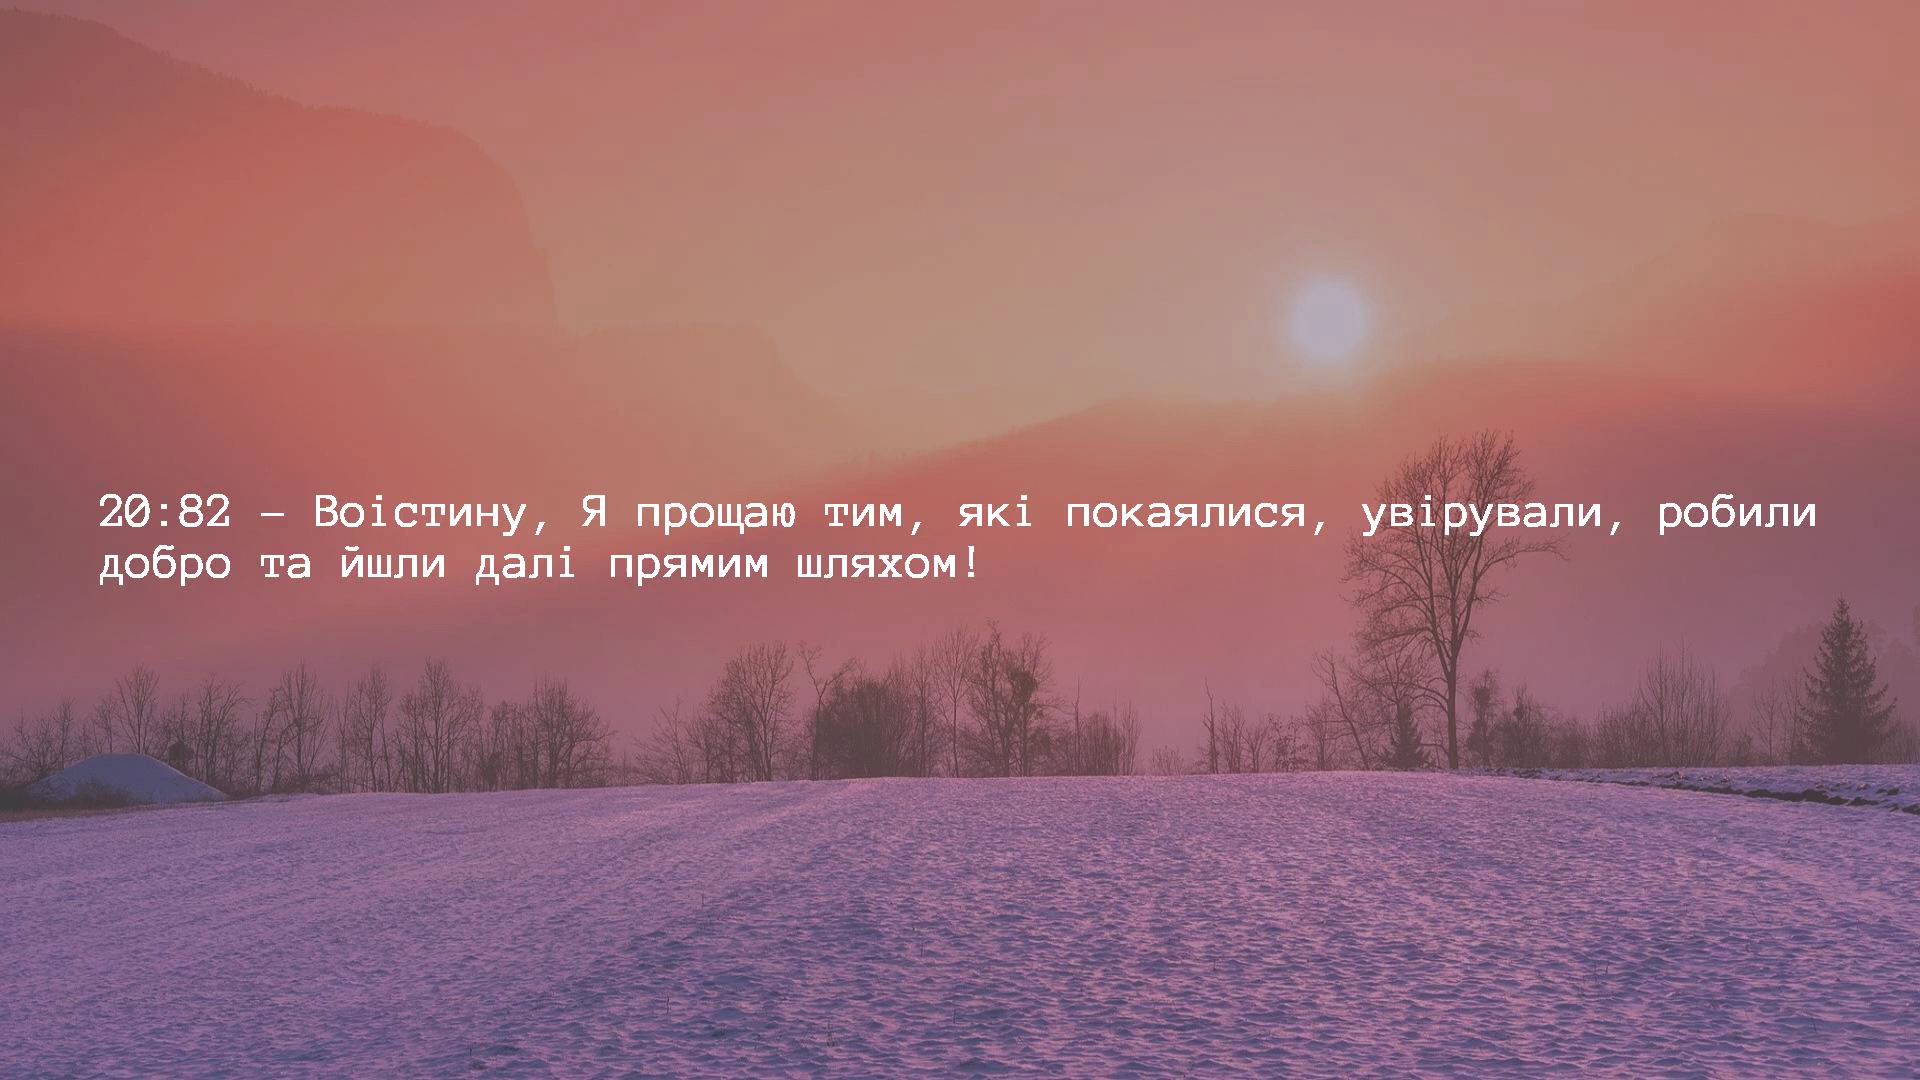 20:82 – Воістину, Я прощаю тим, які покаялися, увірували, робили
добро та йшли далі прямим шляхом!